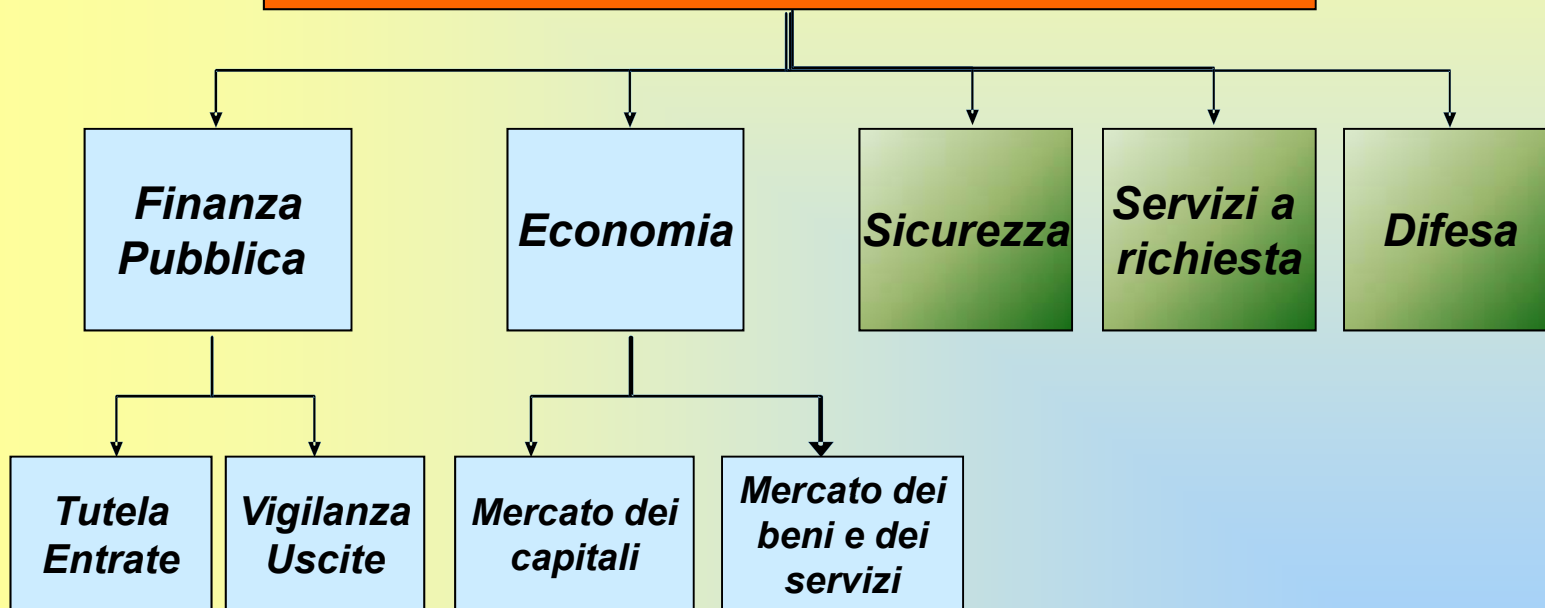 Finanza
Pubblica
Economia
Sicurezza
Servizi a
richiesta
Difesa
Tutela
Entrate
Vigilanza
Uscite
Mercato dei
capitali
Mercato dei
beni e dei
servizi